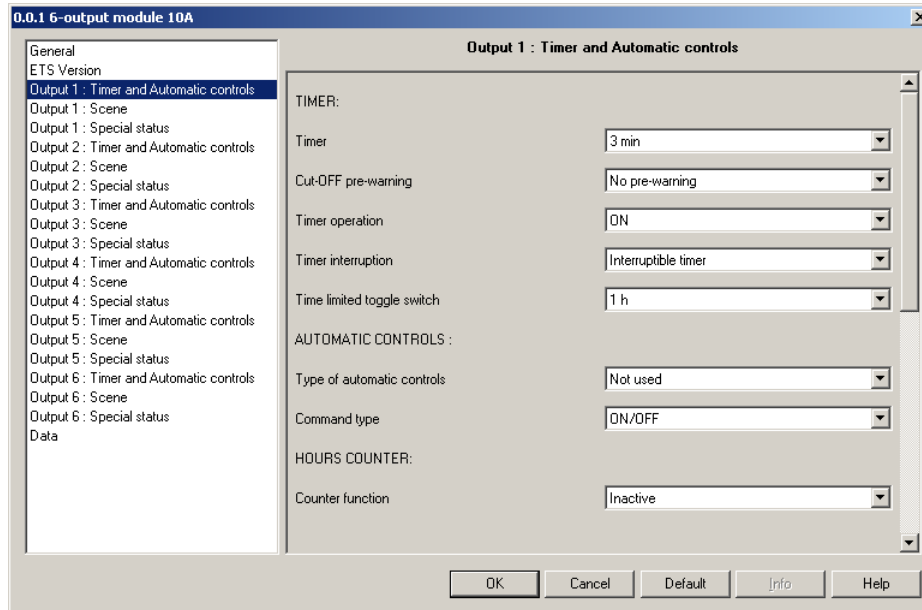 0.0.1 6-output module 10A
General
ETS Version
Output 1 : Timer and Automatic controls
Output 1 : Scene
Output 1 : Special status
Output 2 : Timer and Automatic controls
Output 2 : Scene
Output 2 : Special status
Output 3 : Timer and Automatic controls
Output 3 : Scene
Output 3 : Special status
Output 4 : Timer and Automatic controls
Output 4 : Scene
Output 4 : Special status
Output 5 : Timer and Automatic controls
Output 5 : Scene
Output 5 : Special status
Output 6 : Timer and Automatic controls
Output 6 : Scene
Output 6 : Special status
Data
Output 1 : Timer and Automatic controls
TIMER:
Timer 3 min
Cut-OFF pre-warning No pre-warning
Timer operation ON
Timer interruption Interruptible timer
Time limited toggle switch 1 h
AUTOMATIC CONTROLS :
Type of automatic controls Not used
Command type ON/OFF
HOURS COUNTER:
Counter function Inactive
OK Cancel Default Info Help